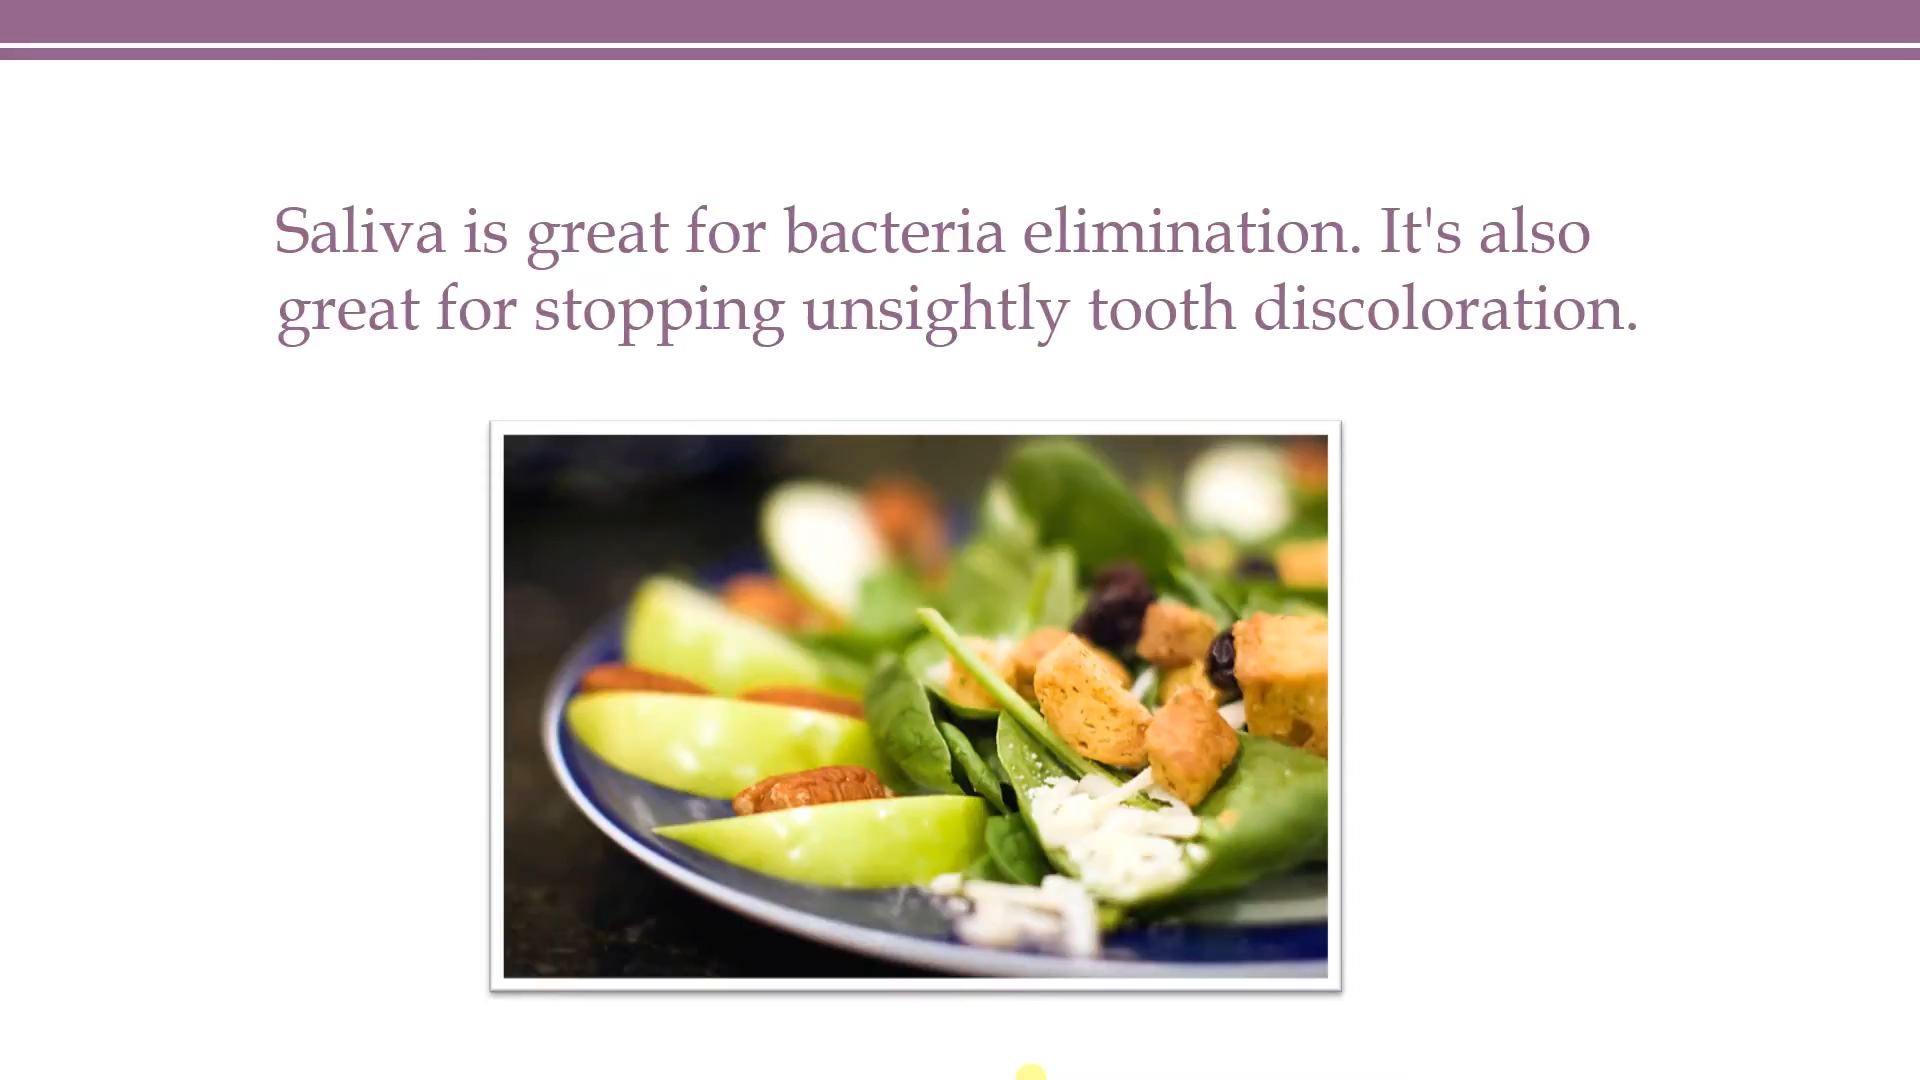 Saliva is great for bacteria elimination. It's also
great for stopping unsightly tooth discoloration.